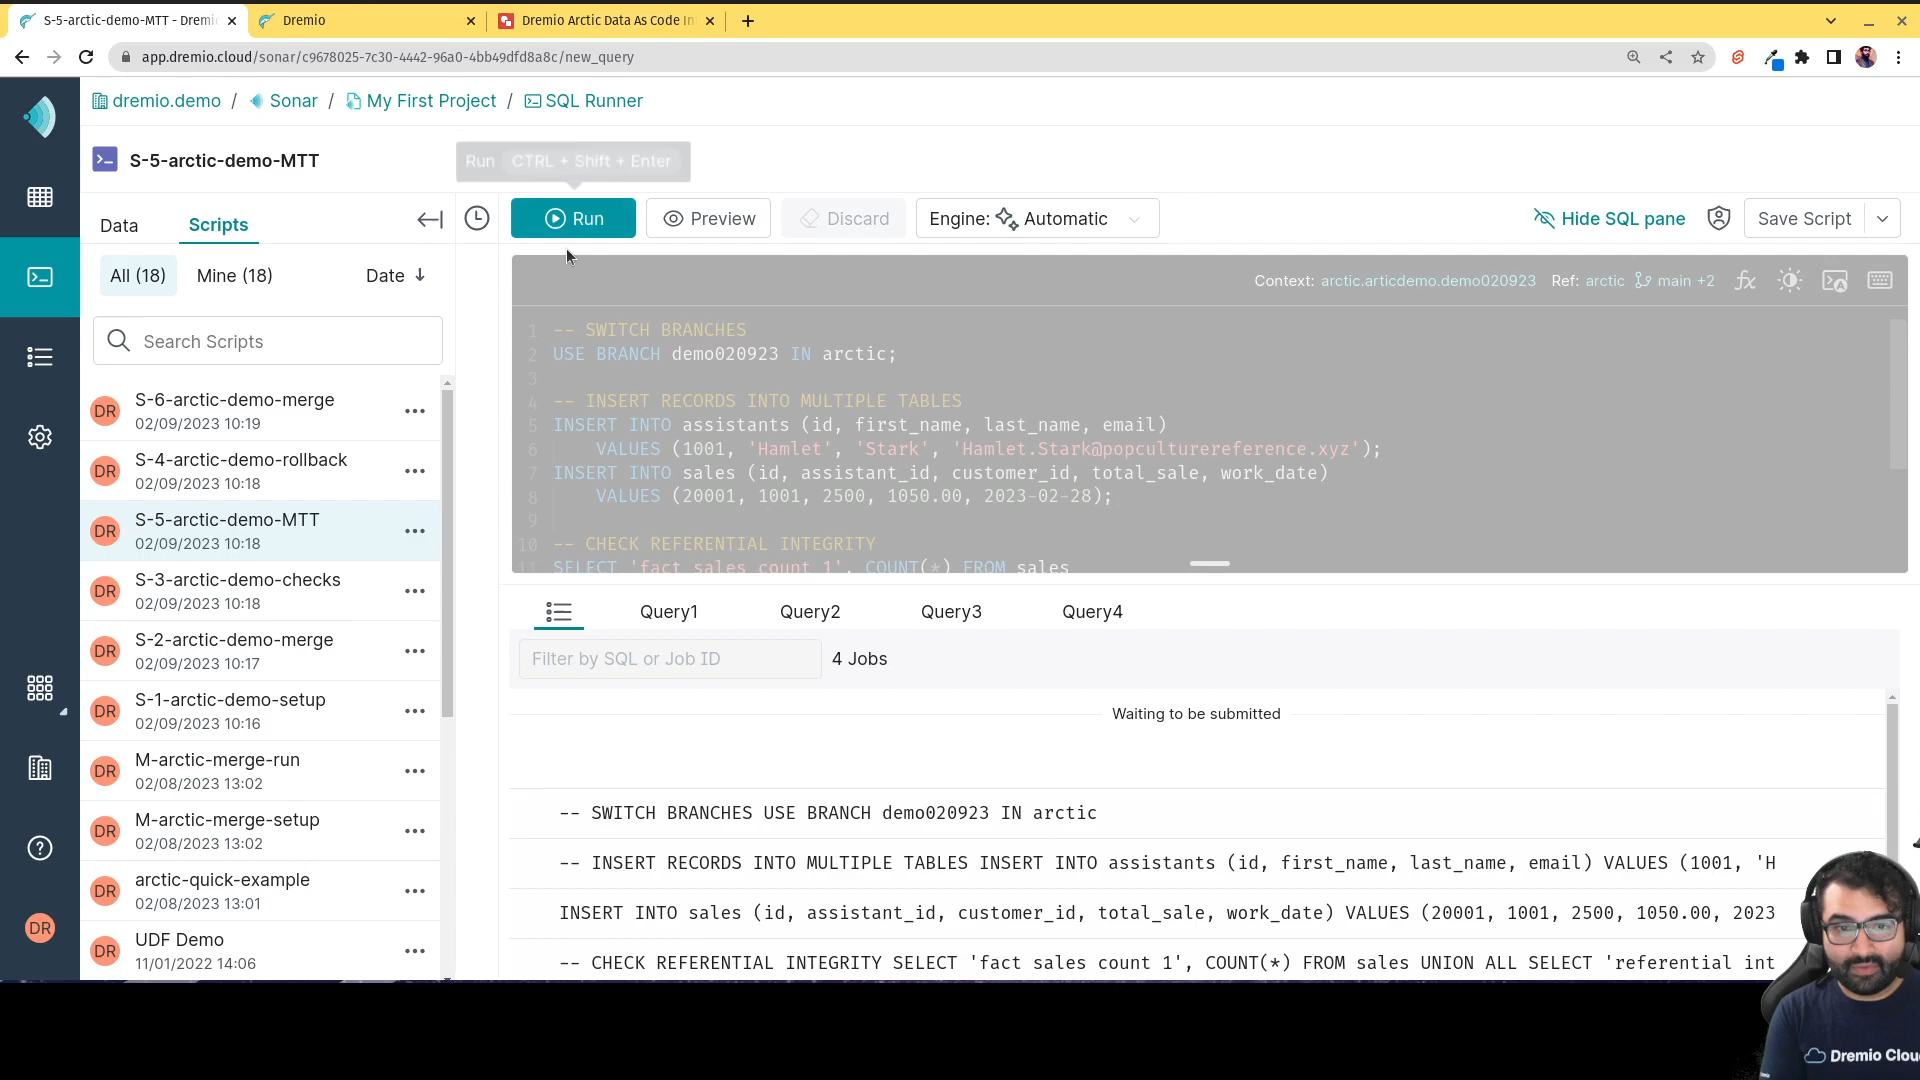 S-5-arctic-demo-MTT - Dremi
Dremio
Dremio Arctic Data As Code In
app.dremio.cloud/sonar/c9678025-7c30-4442-96a0-4bb49dfd8a8c/new_query
dremio.demo / Sonar / My First Project / SQL Runner
S-5-arctic-demo-MTT
Run CTRL + Shift + Enter
Data
Scripts
Run
Preview
Discard
Engine: Automatic
Hide SQL pane
Save Script
All (18)
Mine (18)
Date
Search Scripts
S-6-arctic-demo-merge
02/09/2023 10:19
S-4-arctic-demo-rollback
02/09/2023 10:18
S-5-arctic-demo-MTT
02/09/2023 10:18
S-3-arctic-demo-checks
02/09/2023 10:18
S-2-arctic-demo-merge
02/09/2023 10:17
S-1-arctic-demo-setup
02/09/2023 10:16
M-arctic-merge-run
02/08/2023 13:02
M-arctic-merge-setup
02/08/2023 13:02
arctic-quick-example
02/08/2023 13:01
UDF Demo
11/01/2022 14:06
DR
DR
DR
DR
DR
DR
DR
DR
DR
DR
DR
Context: arctic.articdemo.demo020923 Ref: arctic main +2
1 -- SWITCH BRANCHES
2 USE BRANCH demo020923 IN arctic;
3
4 -- INSERT RECORDS INTO MULTIPLE TABLES
5 INSERT INTO assistants (id, first_name, last_name, email)
6 VALUES (1001, 'Hamlet', 'Stark', 'Hamlet.Stark@popculturereference.xyz');
7 INSERT INTO sales (id, assistant_id, customer_id, total_sale, work_date)
8 VALUES (20001, 1001, 2500, 1050.00, 2023-02-28);
9
10 -- CHECK REFERENTIAL INTEGRITY
11 SELECT 'fact sales count 1', COUNT(*) FROM sales
Query1
Query2
Query3
Query4
Filter by SQL or Job ID
4 Jobs
Waiting to be submitted
-- SWITCH BRANCHES USE BRANCH demo020923 IN arctic
-- INSERT RECORDS INTO MULTIPLE TABLES INSERT INTO assistants (id, first_name, last_name, email) VALUES (1001, 'H
INSERT INTO sales (id, assistant_id, customer_id, total_sale, work_date) VALUES (20001, 1001, 2500, 1050.00, 2023
-- CHECK REFERENTIAL INTEGRITY SELECT 'fact sales count 1', COUNT(*) FROM sales UNION ALL SELECT 'referential int
Dremio Clou